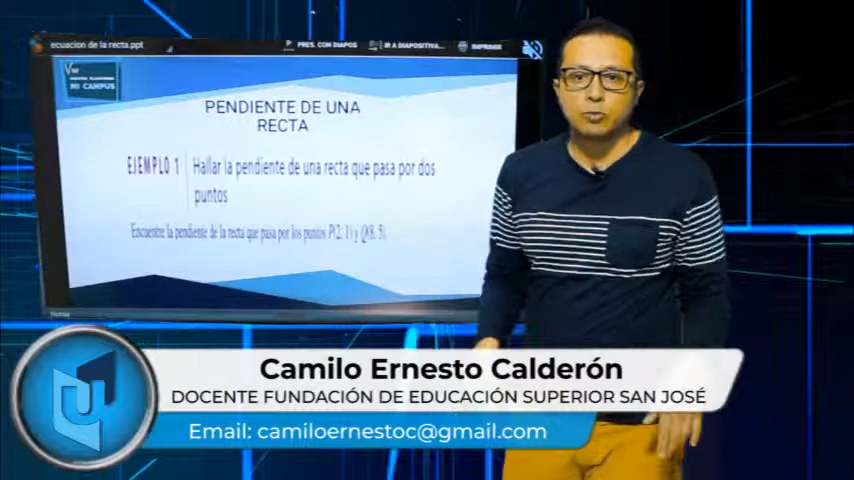 ecuacion de la recta.ppt
PRES. CON DIAPOS
IR A DIAPOSITIVA...
IMPRIMIR
MI CAMPUS
PENDIENTE DE UNA
RECTA
EJEMPLO 1
Hallar la pendiente de una recta que pasa por dos
puntos
Encuentre la pendiente de la recta que pasa por los puntos P(2, 1) y Q(8, 5).
Camilo Ernesto Calderón
DOCENTE FUNDACIÓN DE EDUCACIÓN SUPERIOR SAN JOSÉ
Email: camiloernestoc@gmail.com